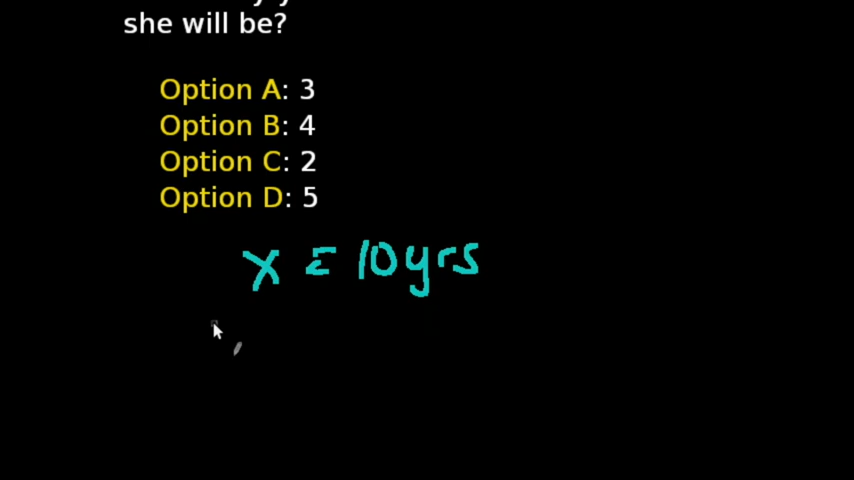 she will be?
Option A: 3
Option B: 4
Option C: 2
Option D: 5
x = 10yrs